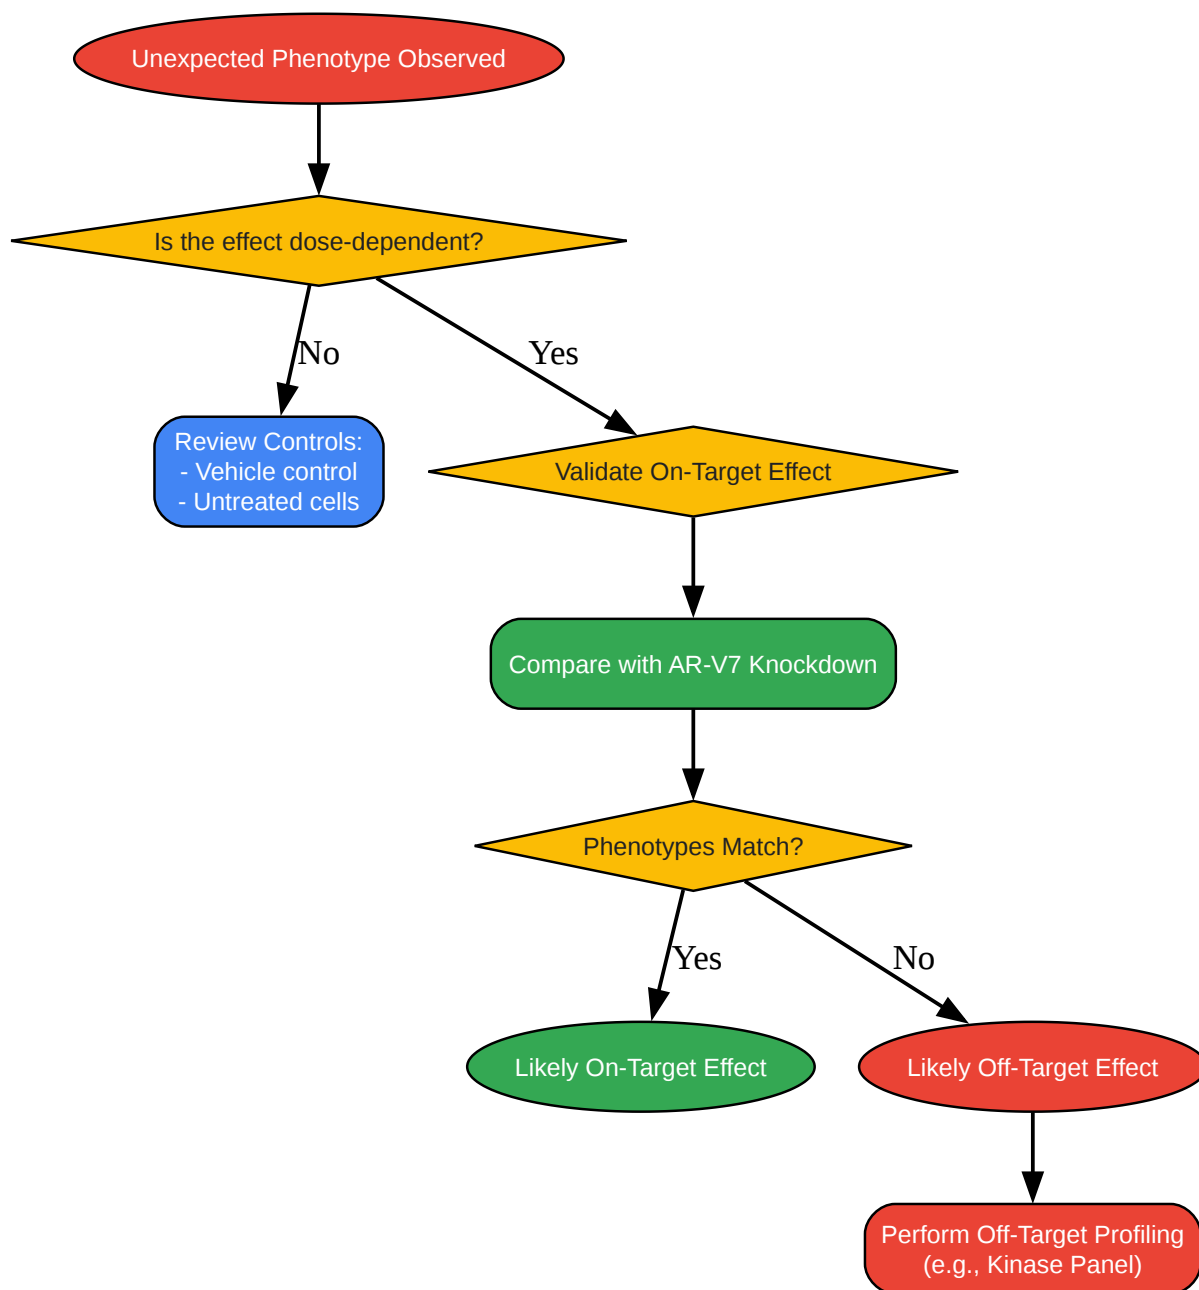 Unexpected Phenotype Observed
Is the effect dose-dependent?
No
Yes
Review Controls:
- Vehicle control
- Untreated cells
Validate On-Target Effect
Compare with AR-V7 Knockdown
Phenotypes Match?
Yes
No
Likely On-Target Effect
Likely Off-Target Effect
Perform Off-Target Profiling
(e.g., Kinase Panel)